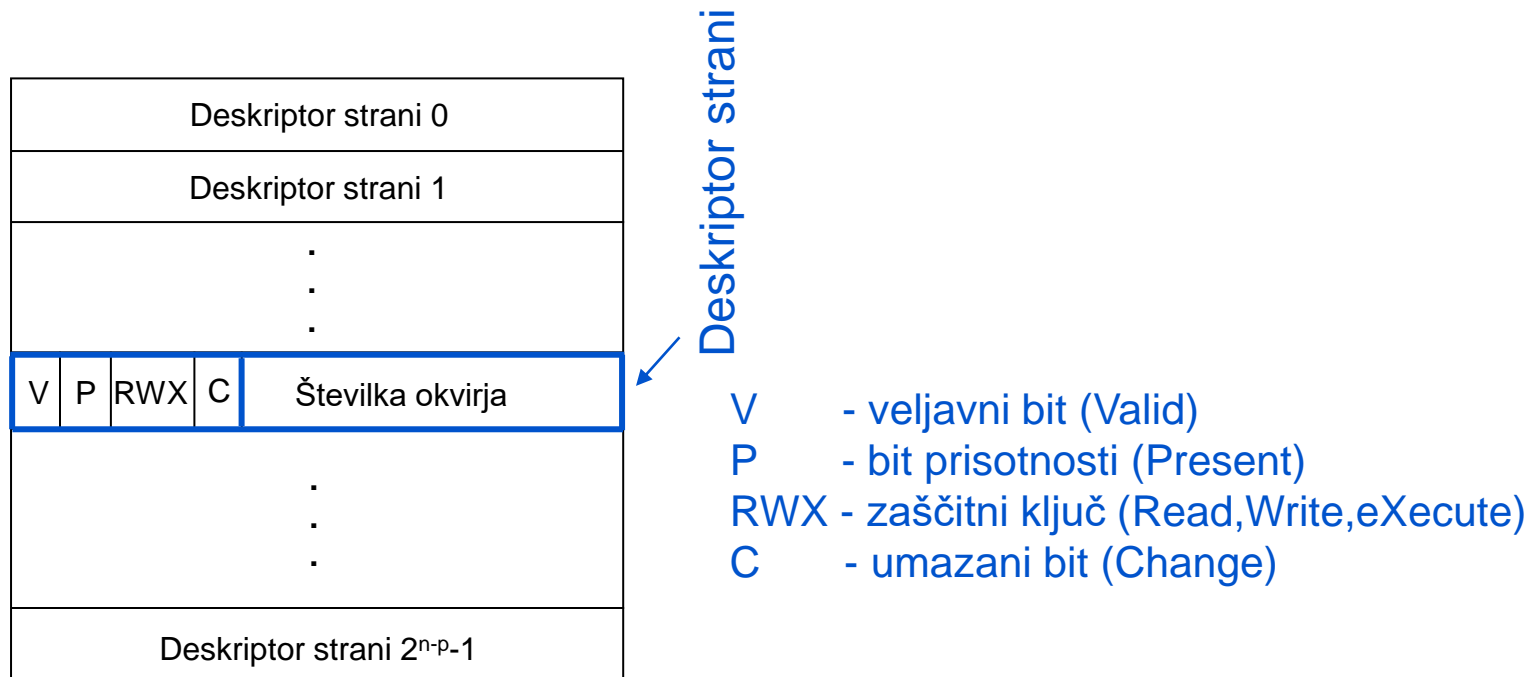 Deskriptor strani 0
Deskriptor strani 1
.
.
.
V P RWX C Številka okvirja
.
.
.
Deskriptor strani 2ⁿ⁻ᵖ-1
Deskriptor strani
V - veljavni bit (Valid)
P - bit prisotnosti (Present)
RWX - zaščitni ključ (Read,Write,eXecute)
C - umazani bit (Change)